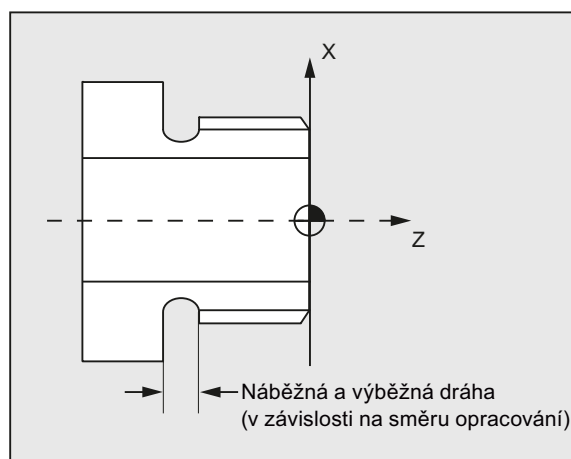 X
Z
Náběžná a výběžná dráha
(v závislosti na směru opracování)